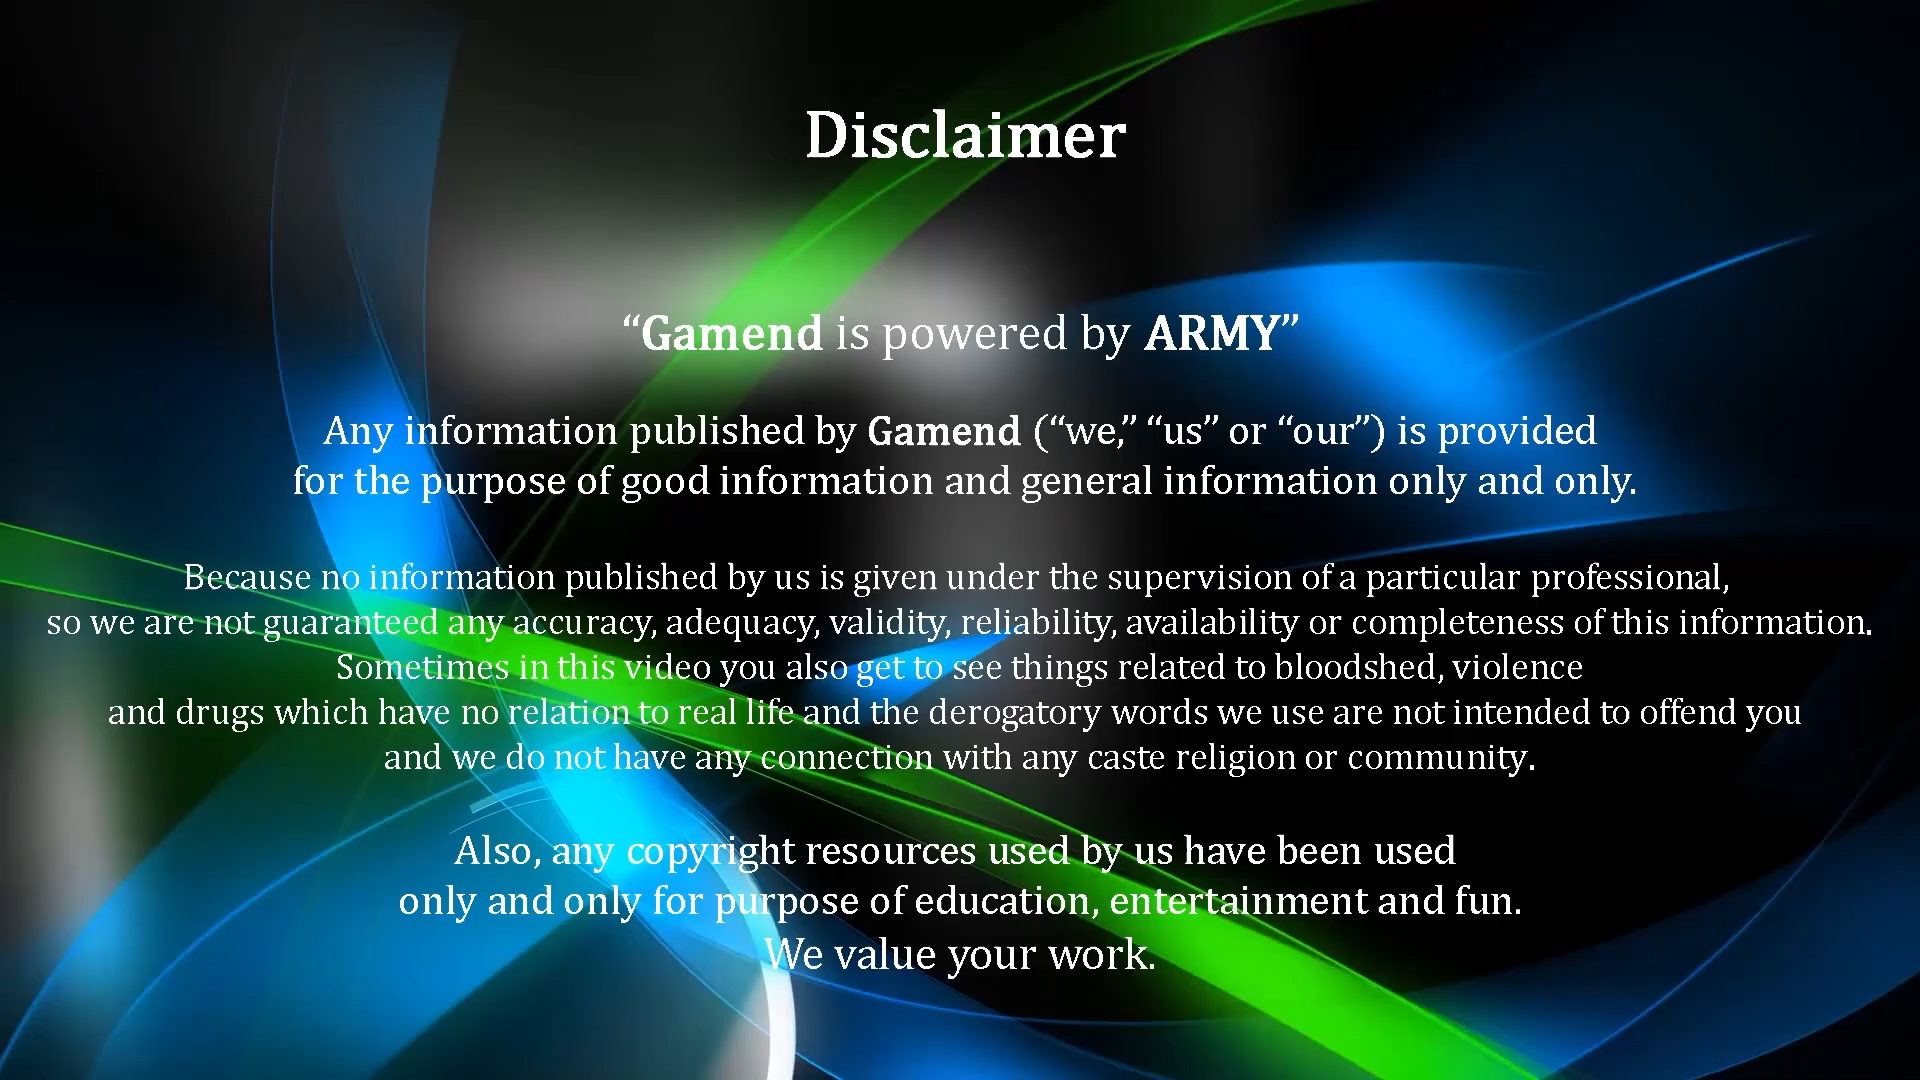 Disclaimer
“Gamend is powered by ARMY”
Any information published by Gamend (“we,” “us” or “our”) is provided
for the purpose of good information and general information only and only.
Because no information published by us is given under the supervision of a particular professional,
so we are not guaranteed any accuracy, adequacy, validity, reliability, availability or completeness of this information.
Sometimes in this video you also get to see things related to bloodshed, violence
and drugs which have no relation to real life and the derogatory words we use are not intended to offend you
and we do not have any connection with any caste religion or community.
Also, any copyright resources used by us have been used
only and only for purpose of education, entertainment and fun.
We value your work.